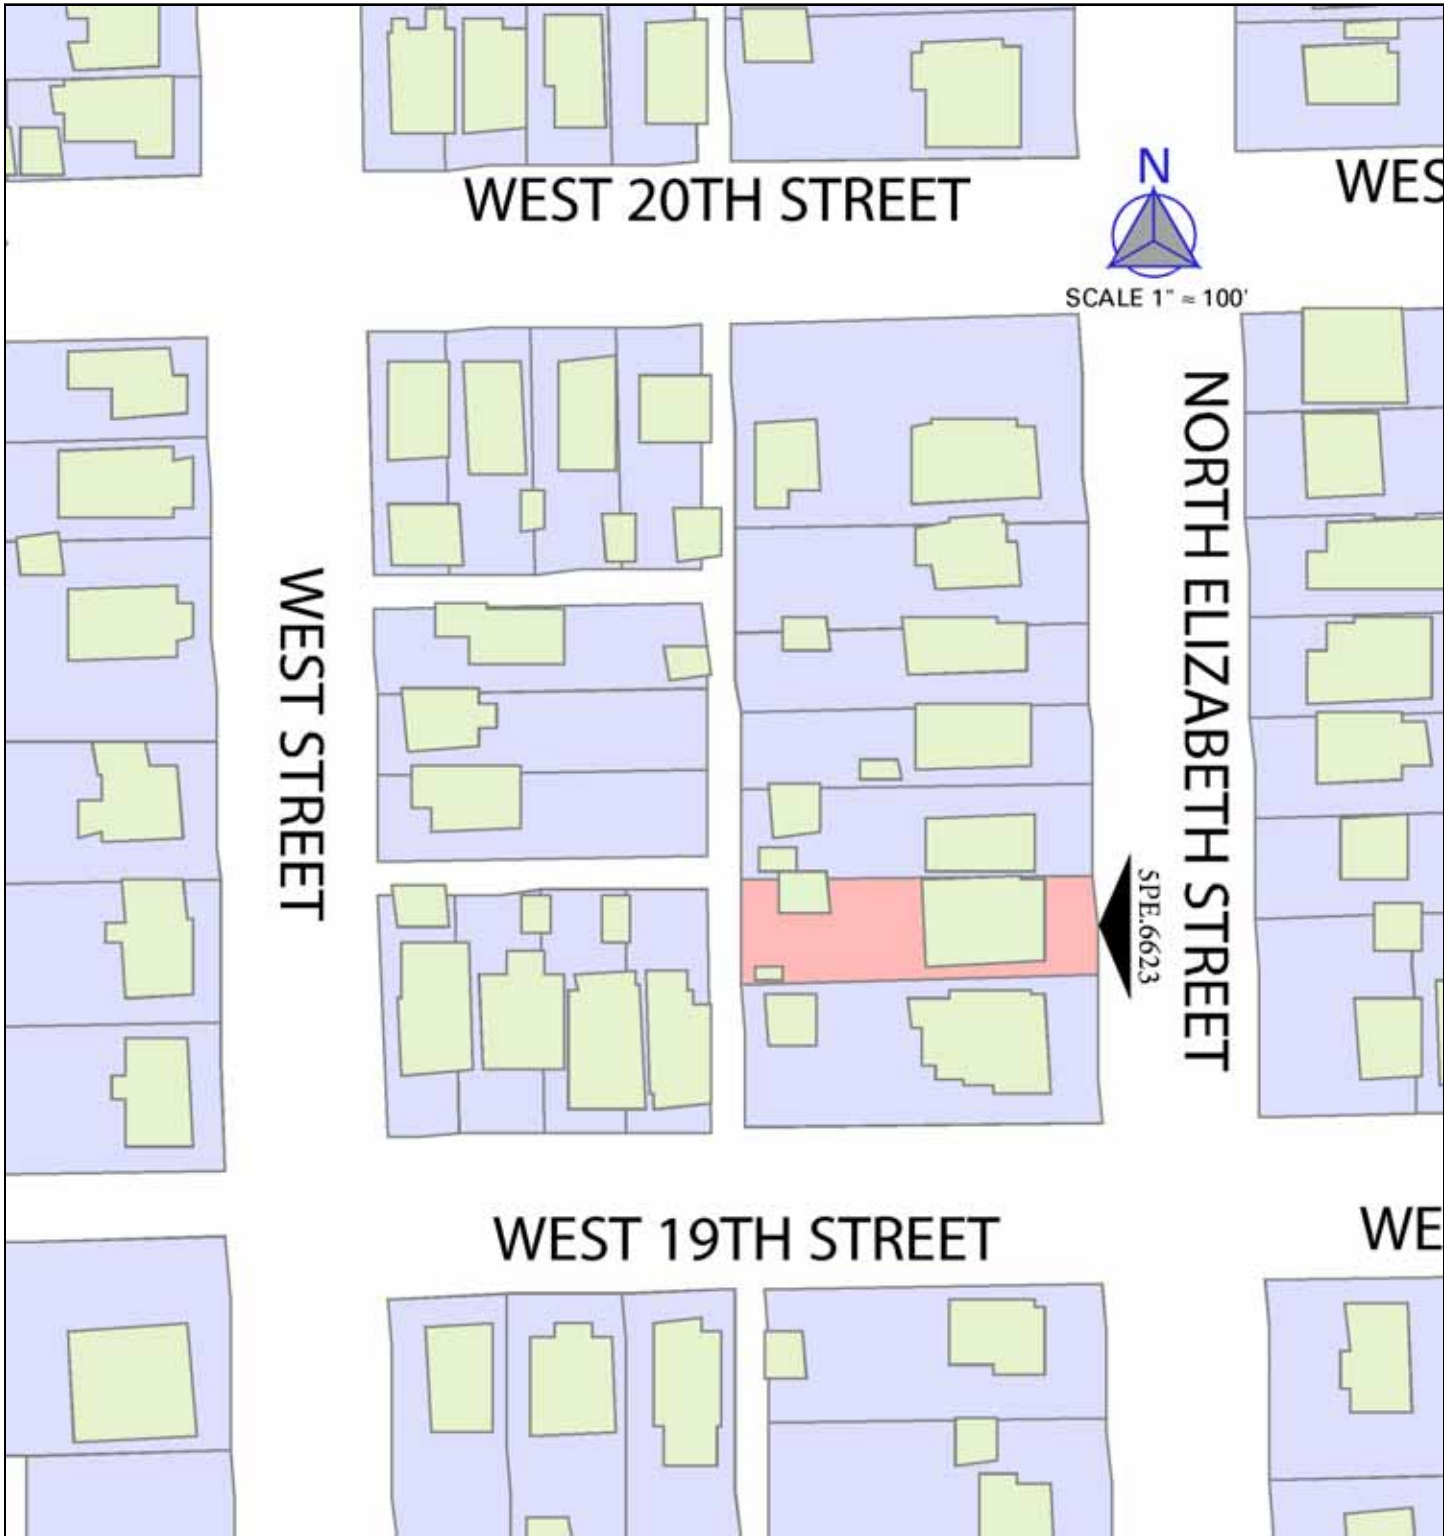 WEST 20TH STREET
WES
N
SCALE 1" ≈ 100'
NORTH ELIZABETH STREET
WEST STREET
SPE.6623
WEST 19TH STREET
WE